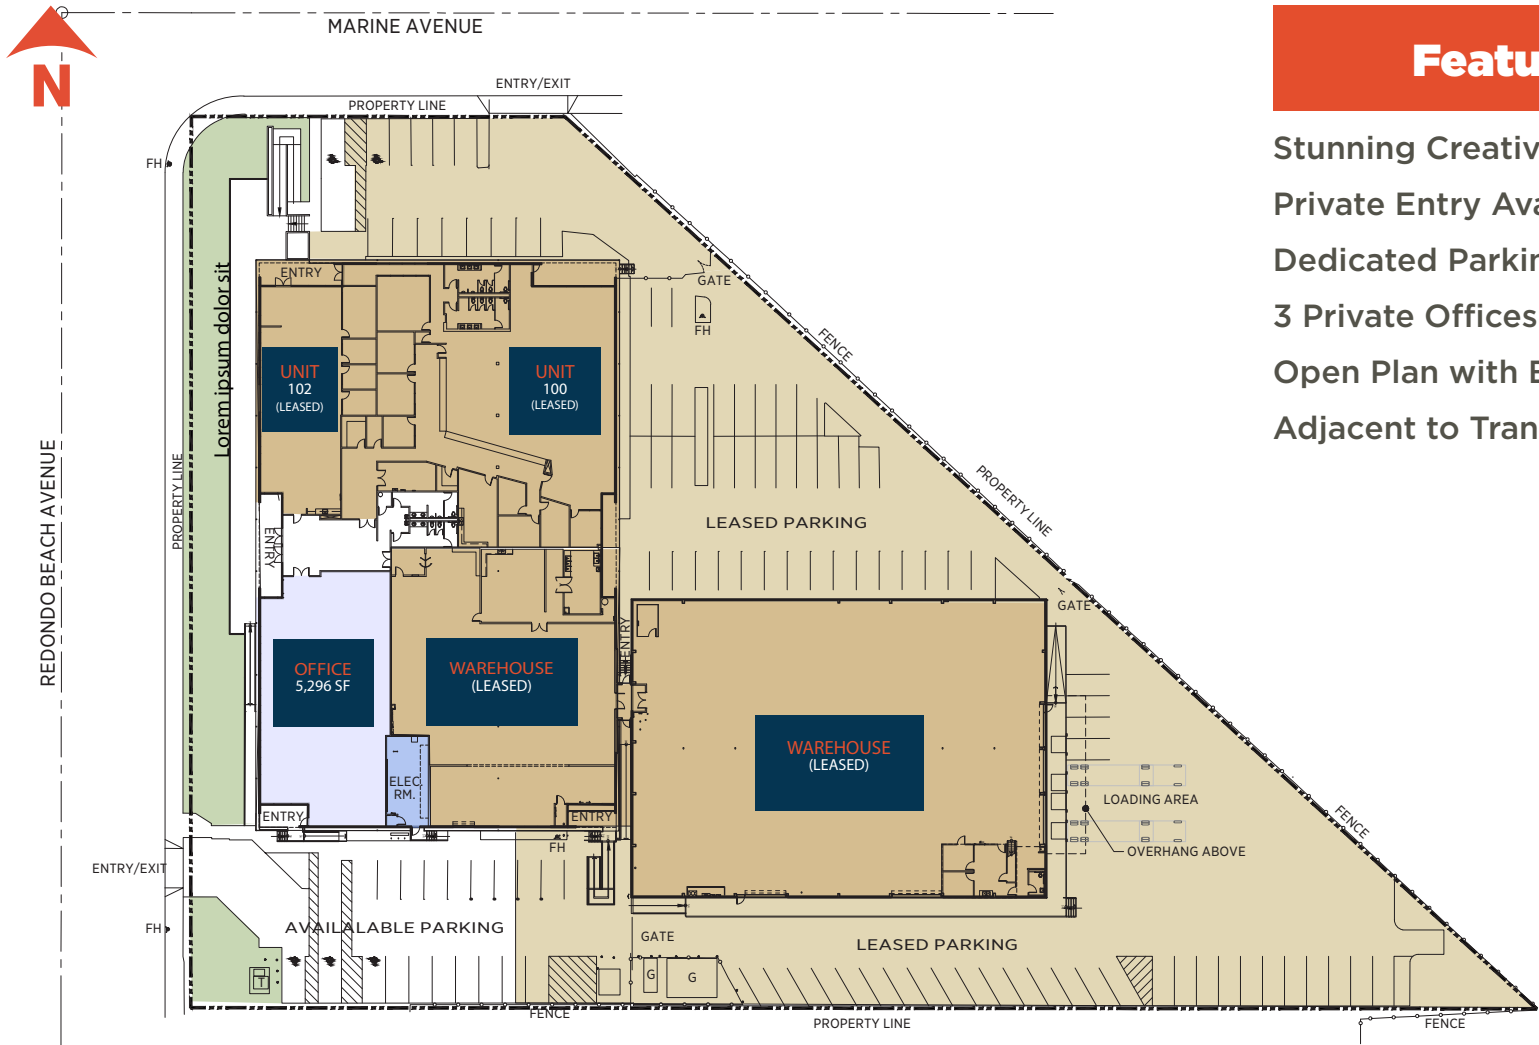 MARINE AVENUE
N
ENTRY/EXIT
PROPERTY LINE
FH
Featu
Stunning Creativ
Private Entry Ava
Dedicated Parkin
3 Private Offices
Open Plan with
Adjacent to Tran
Lorem ipsum dolor sit
ENTRY
GATE
FH
FENCE
UNIT
102
(LEASED)
UNIT
100
(LEASED)
REDONDO BEACH AVENUE
PROPERTY LINE
PROPERTY LINE
LEASED PARKING
ENTRY
GATE
ENTRY
OFFICE
5,296 SF
WAREHOUSE
(LEASED)
WAREHOUSE
(LEASED)
ELEC
RM.
LOADING AREA
ENTRY
ENTRY
FH
OVERHANG ABOVE
FENCE
ENTRY/EXIT
FH
AVAILALABLE PARKING
GATE
LEASED PARKING
T
G
G
FENCE
PROPERTY LINE
FENCE